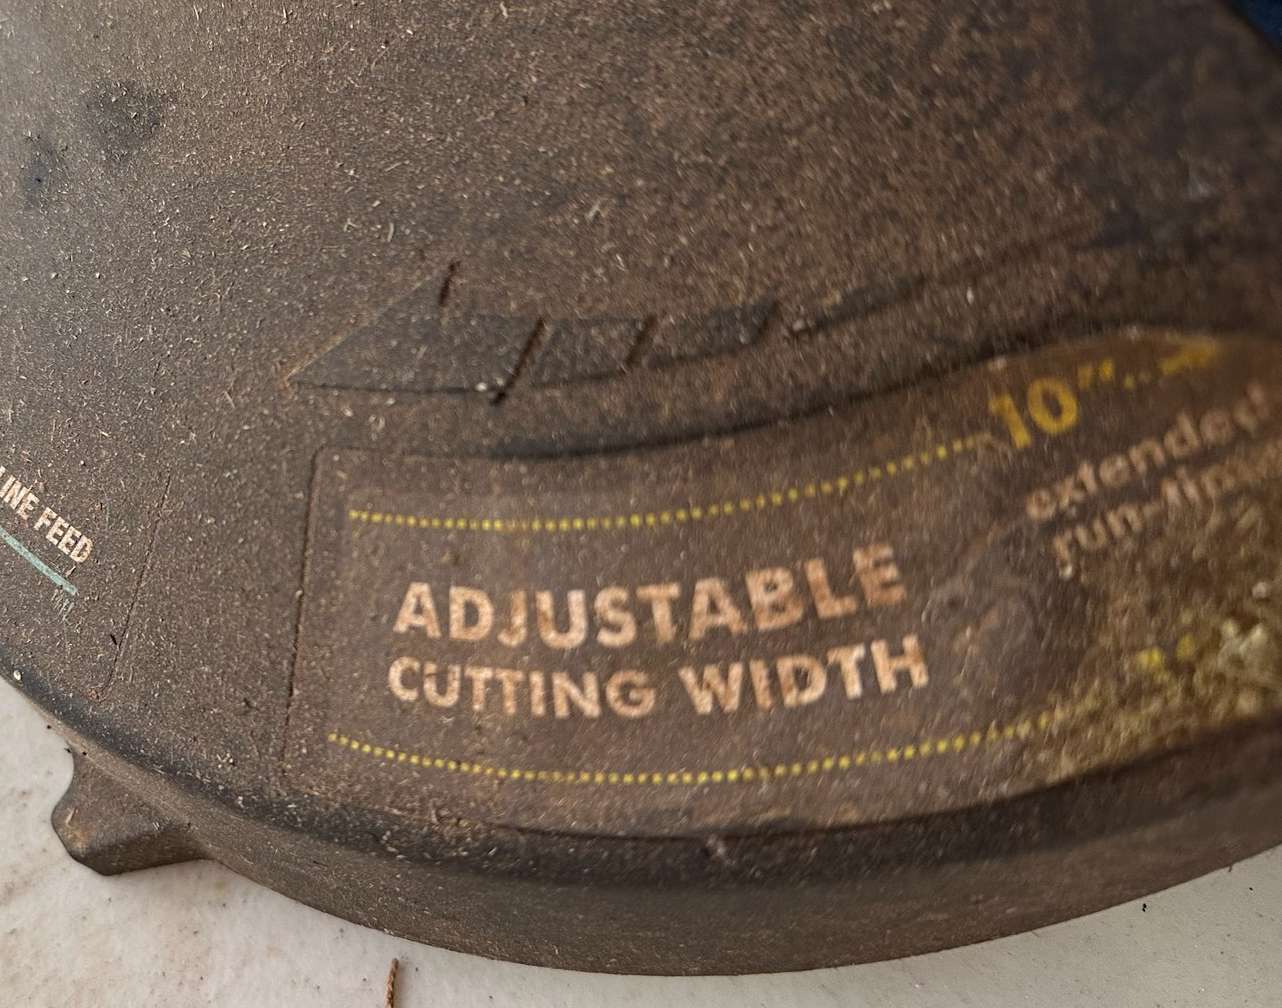 LINE FEED
10"
extended
run-time
ADJUSTABLE
CUTTING WIDTH